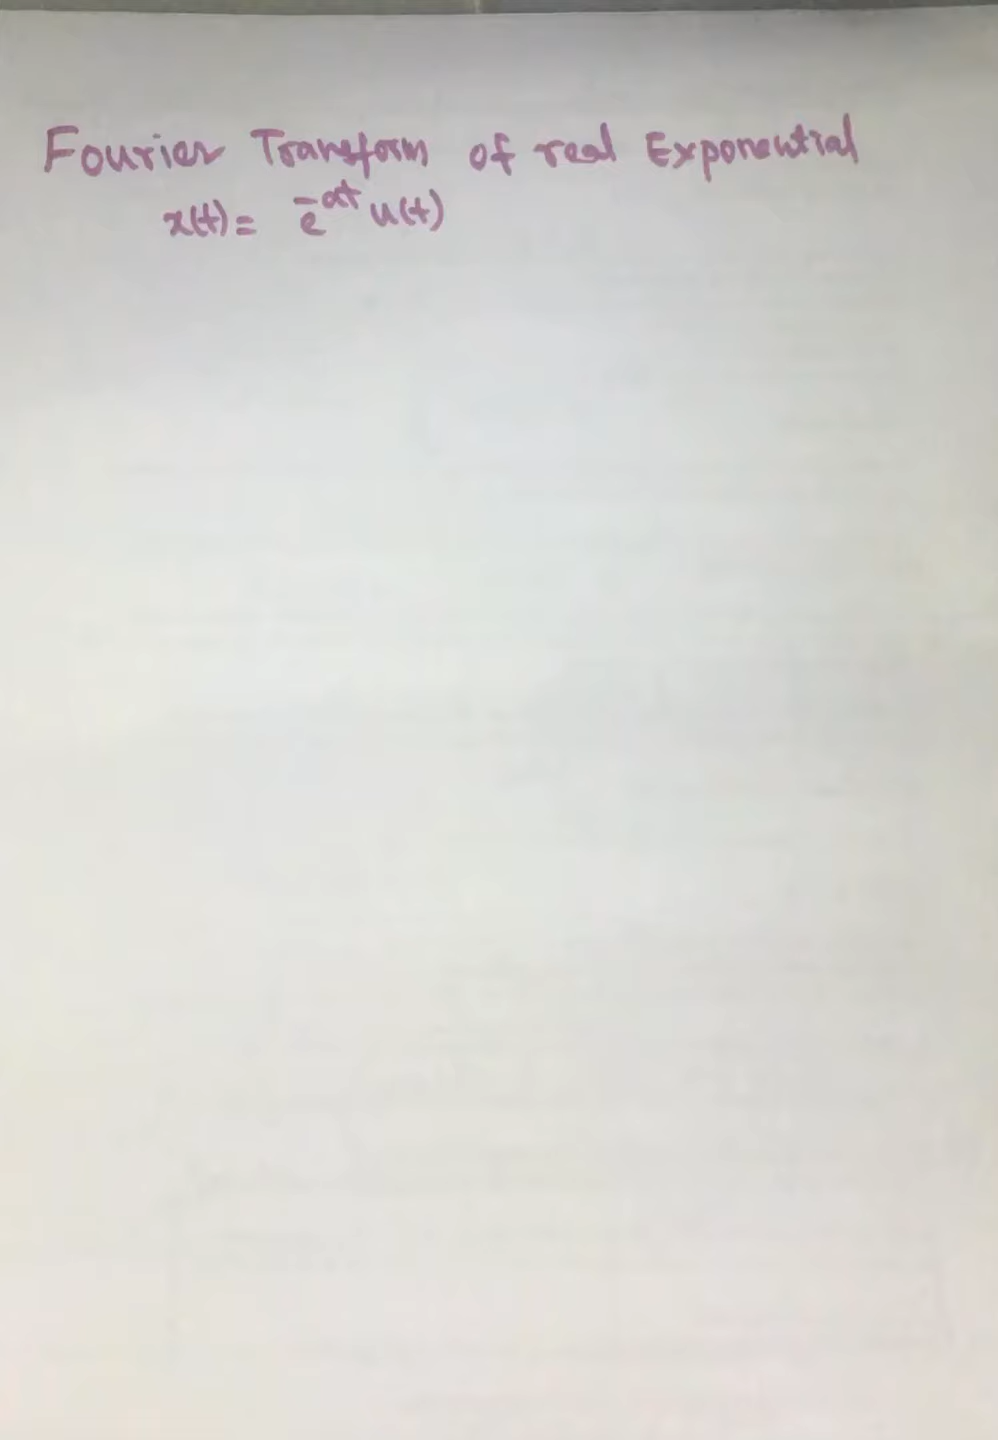 Fourier Transform of real Exponential
x(t) = e^-at u(t)